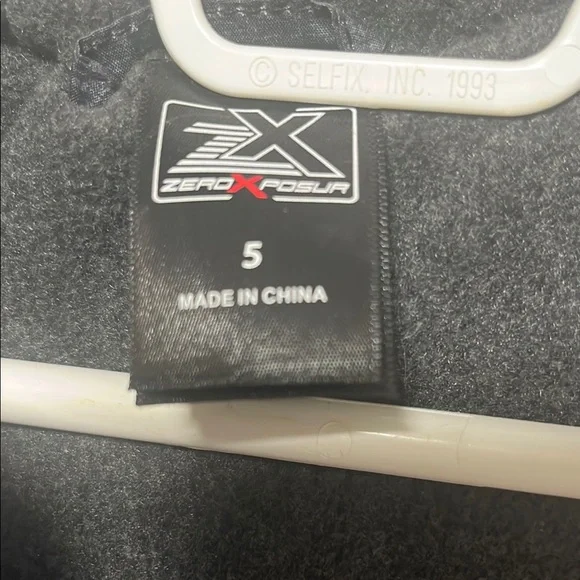 © SELFIX, INC. 1993
ZX
ZEROXPOSUR
5
MADE IN CHINA